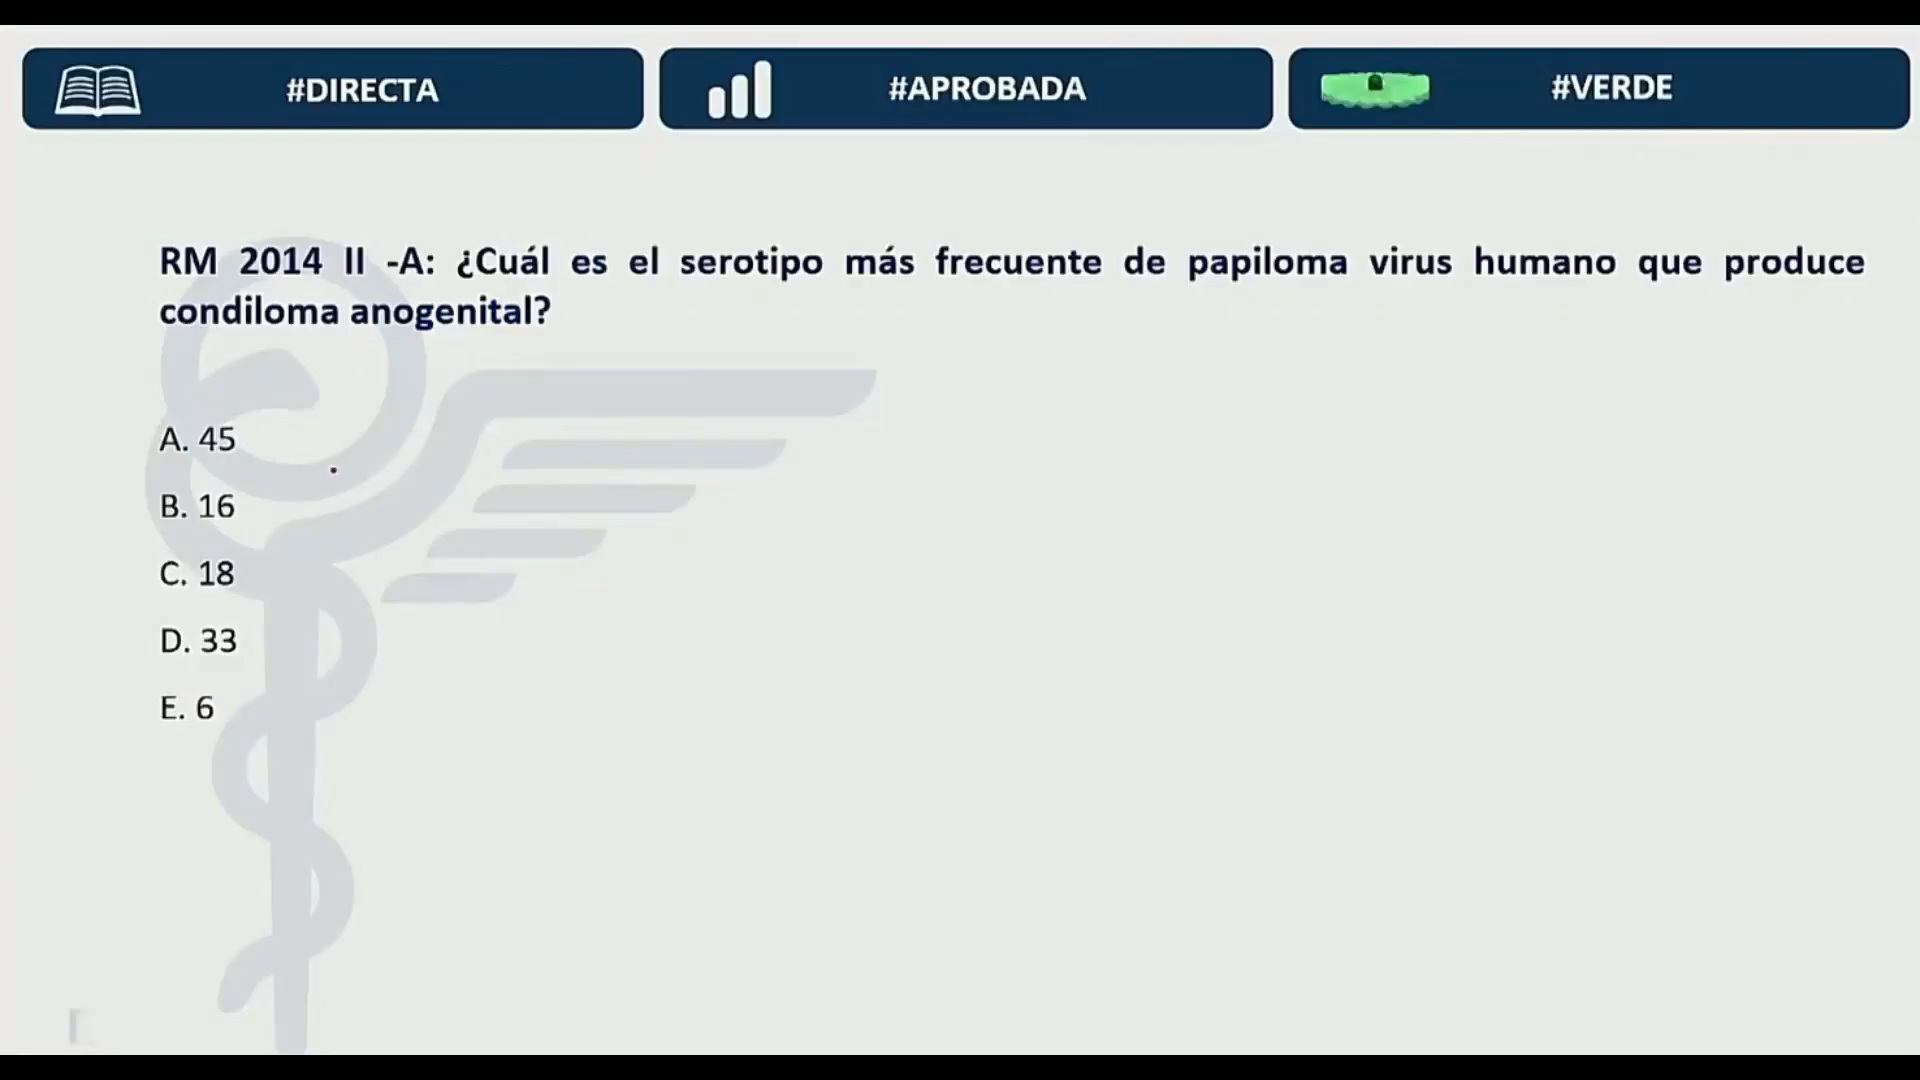 #DIRECTA
#APROBADA
#VERDE
RM 2014 II -A: ¿Cuál es el serotipo más frecuente de papiloma virus humano que produce
condiloma anogenital?
A. 45
B. 16
C. 18
D. 33
E. 6